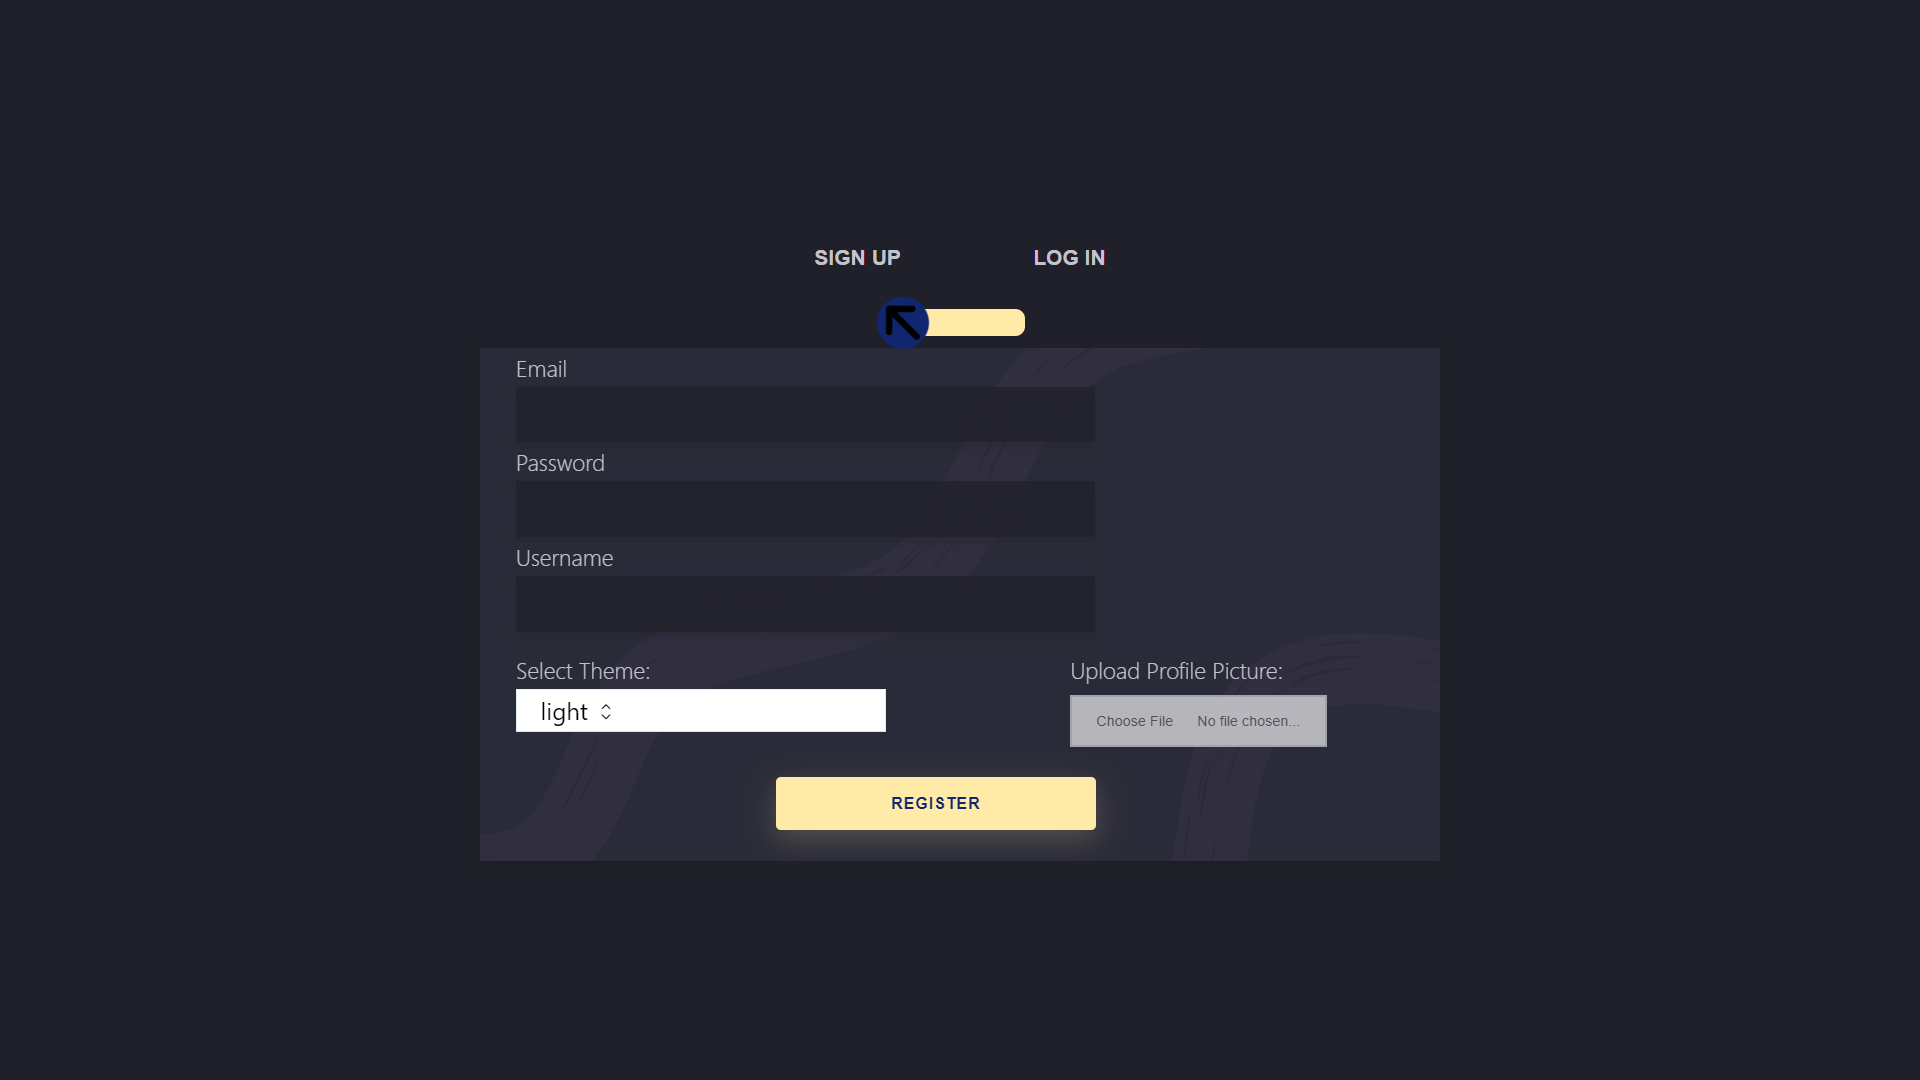 SIGN UP LOG IN
Email
Password
Username
Select Theme: Upload Profile Picture:
light Choose File No file chosen...
REGISTER